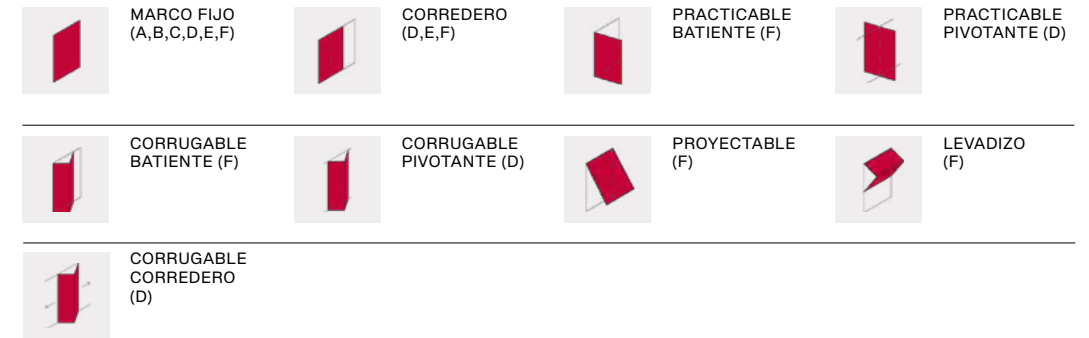 MARCO FIJO
(A,B,C,D,E,F)
CORREDERO
(D,E,F)
PRACTICABLE
BATIENTE (F)
PRACTICABLE
PIVOTANTE (D)
CORRUGABLE
BATIENTE (F)
CORRUGABLE
PIVOTANTE (D)
PROYECTABLE
(F)
LEVADIZO
(F)
CORRUGABLE
CORREDERO
(D)